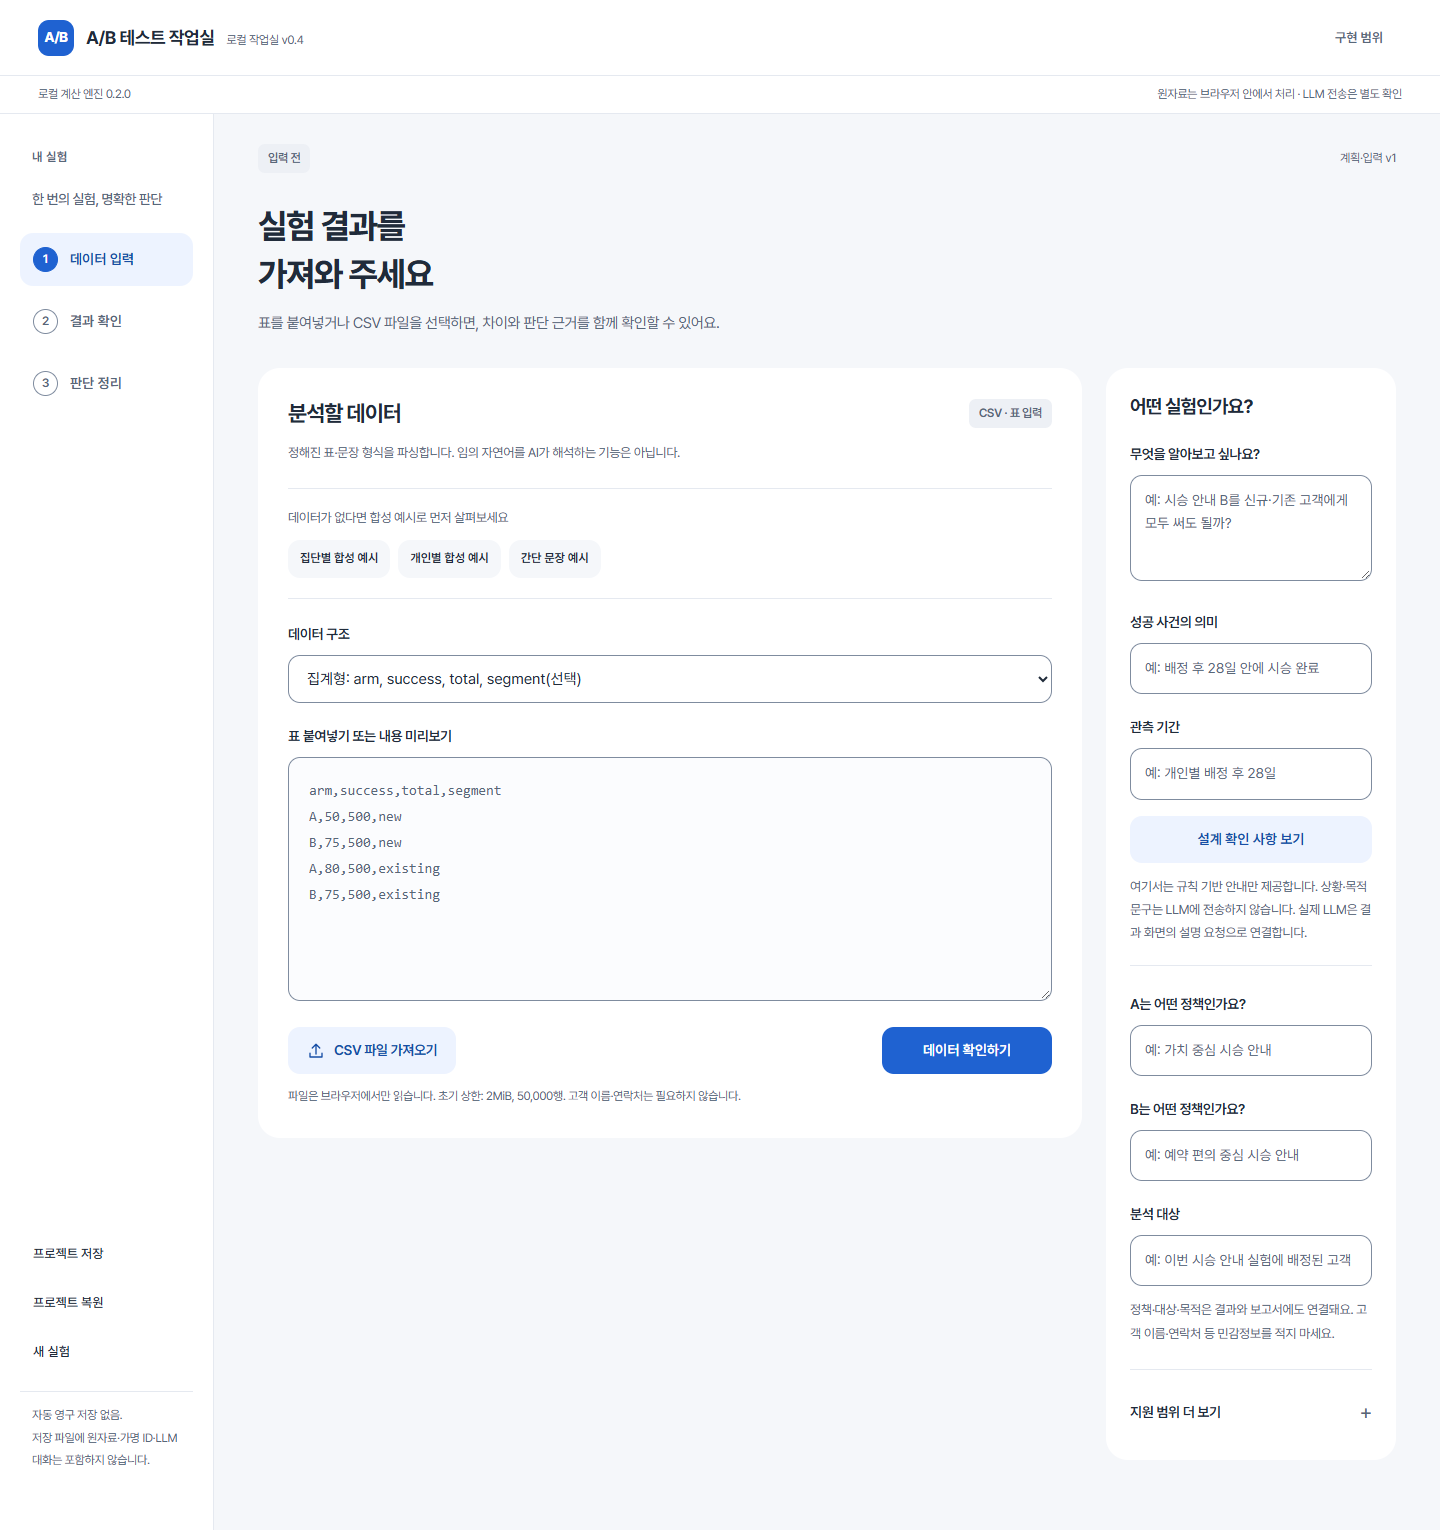 A/B
A/B 테스트 작업실
로컬 작업실 v0.4
구현 범위
로컬 계산 엔진 0.2.0
원자료는 브라우저 안에서 처리 · LLM 전송은 별도 확인
내 실험
한 번의 실험, 명확한 판단
1 데이터 입력
2 결과 확인
3 판단 정리
프로젝트 저장
프로젝트 복원
새 실험
자동 영구 저장 없음.
저장 파일에 원자료·가명 ID·LLM
대화는 포함하지 않습니다.
입력 전
계획·입력 v1
실험 결과를
가져와 주세요
표를 붙여넣거나 CSV 파일을 선택하면, 차이와 판단 근거를 함께 확인할 수 있어요.
분석할 데이터
CSV · 표 입력
정해진 표·문장 형식을 파싱합니다. 임의 자연어를 AI가 해석하는 기능은 아닙니다.
데이터가 없다면 합성 예시로 먼저 살펴보세요
집단별 합성 예시
개인별 합성 예시
간단 문장 예시
데이터 구조
집계형: arm, success, total, segment(선택)
표 붙여넣기 또는 내용 미리보기
arm,success,total,segment
A,50,500,new
B,75,500,new
A,80,500,existing
B,75,500,existing
CSV 파일 가져오기
데이터 확인하기
파일은 브라우저에서만 읽습니다. 초기 상한: 2MiB, 50,000행. 고객 이름·연락처는 필요하지 않습니다.
어떤 실험인가요?
무엇을 알아보고 싶나요?
예: 시승 안내 B를 신규·기존 고객에게
모두 써도 될까?
성공 사건의 의미
예: 배정 후 28일 안에 시승 완료
관측 기간
예: 개인별 배정 후 28일
설계 확인 사항 보기
여기서는 규칙 기반 안내만 제공합니다. 상황·목적
문구는 LLM에 전송하지 않습니다. 실제 LLM은 결
과 화면의 설명 요청으로 연결합니다.
A는 어떤 정책인가요?
예: 가치 중심 시승 안내
B는 어떤 정책인가요?
예: 예약 편의 중심 시승 안내
분석 대상
예: 이번 시승 안내 실험에 배정된 고객
정책·대상·목적은 결과와 보고서에도 연결돼요. 고
객 이름·연락처 등 민감정보를 적지 마세요.
지원 범위 더 보기 +